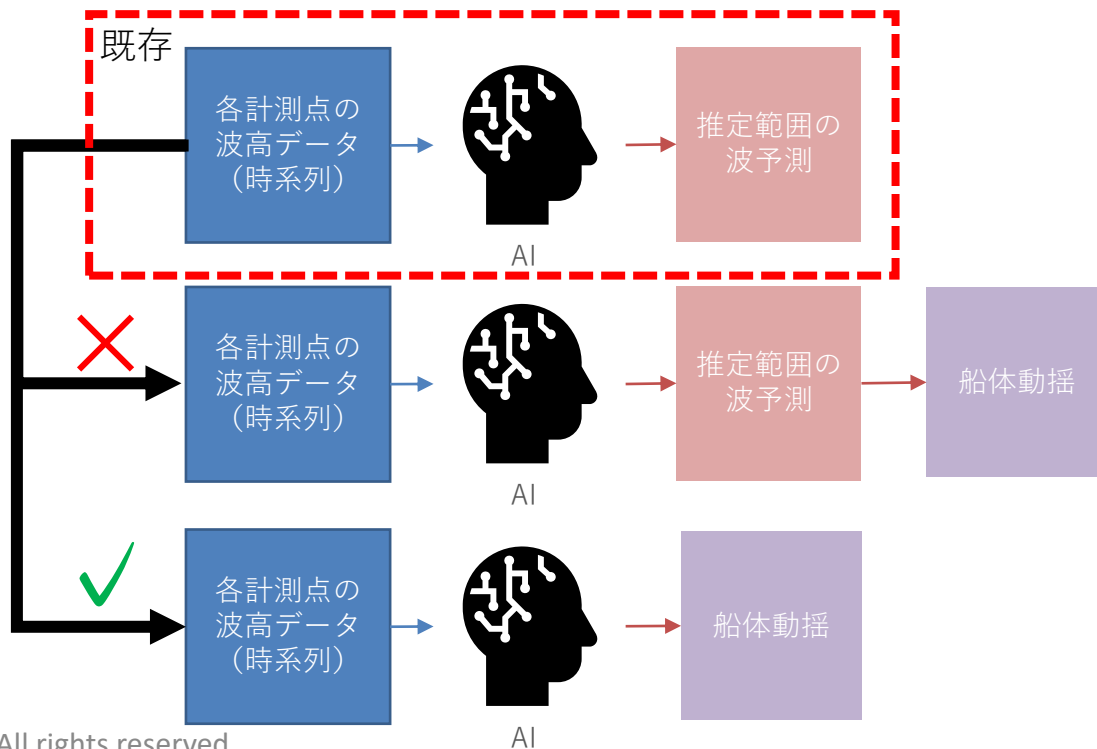 既存
各計測点の
波高データ
（時系列）
AI
推定範囲の
波予測
各計測点の
波高データ
（時系列）
AI
推定範囲の
波予測
船体動揺
各計測点の
波高データ
（時系列）
AI
船体動揺
All rights reserved